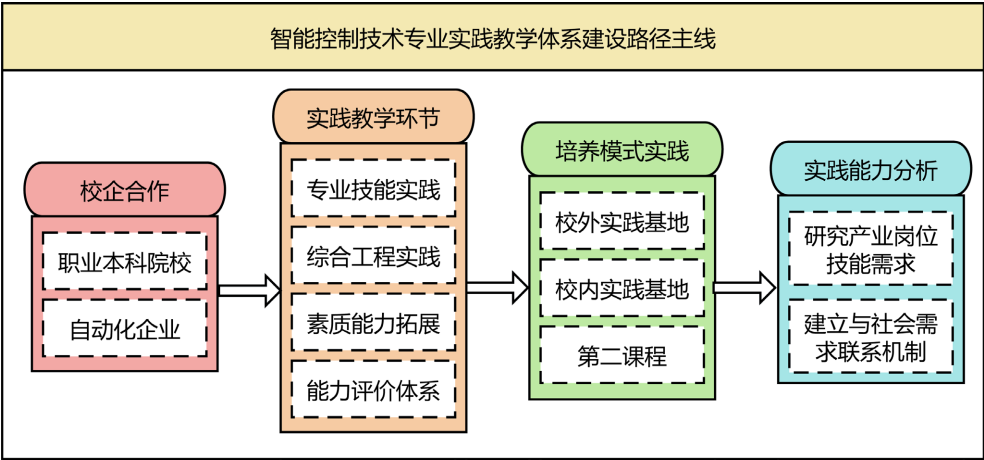 智能控制技术专业实践教学体系建设路径主线
校企合作
职业本科院校
自动化企业
实践教学环节
专业技能实践
综合工程实践
素质能力拓展
能力评价体系
培养模式实践
校外实践基地
校内实践基地
第二课程
实践能力分析
研究产业岗位
技能需求
建立与社会需
求联系机制